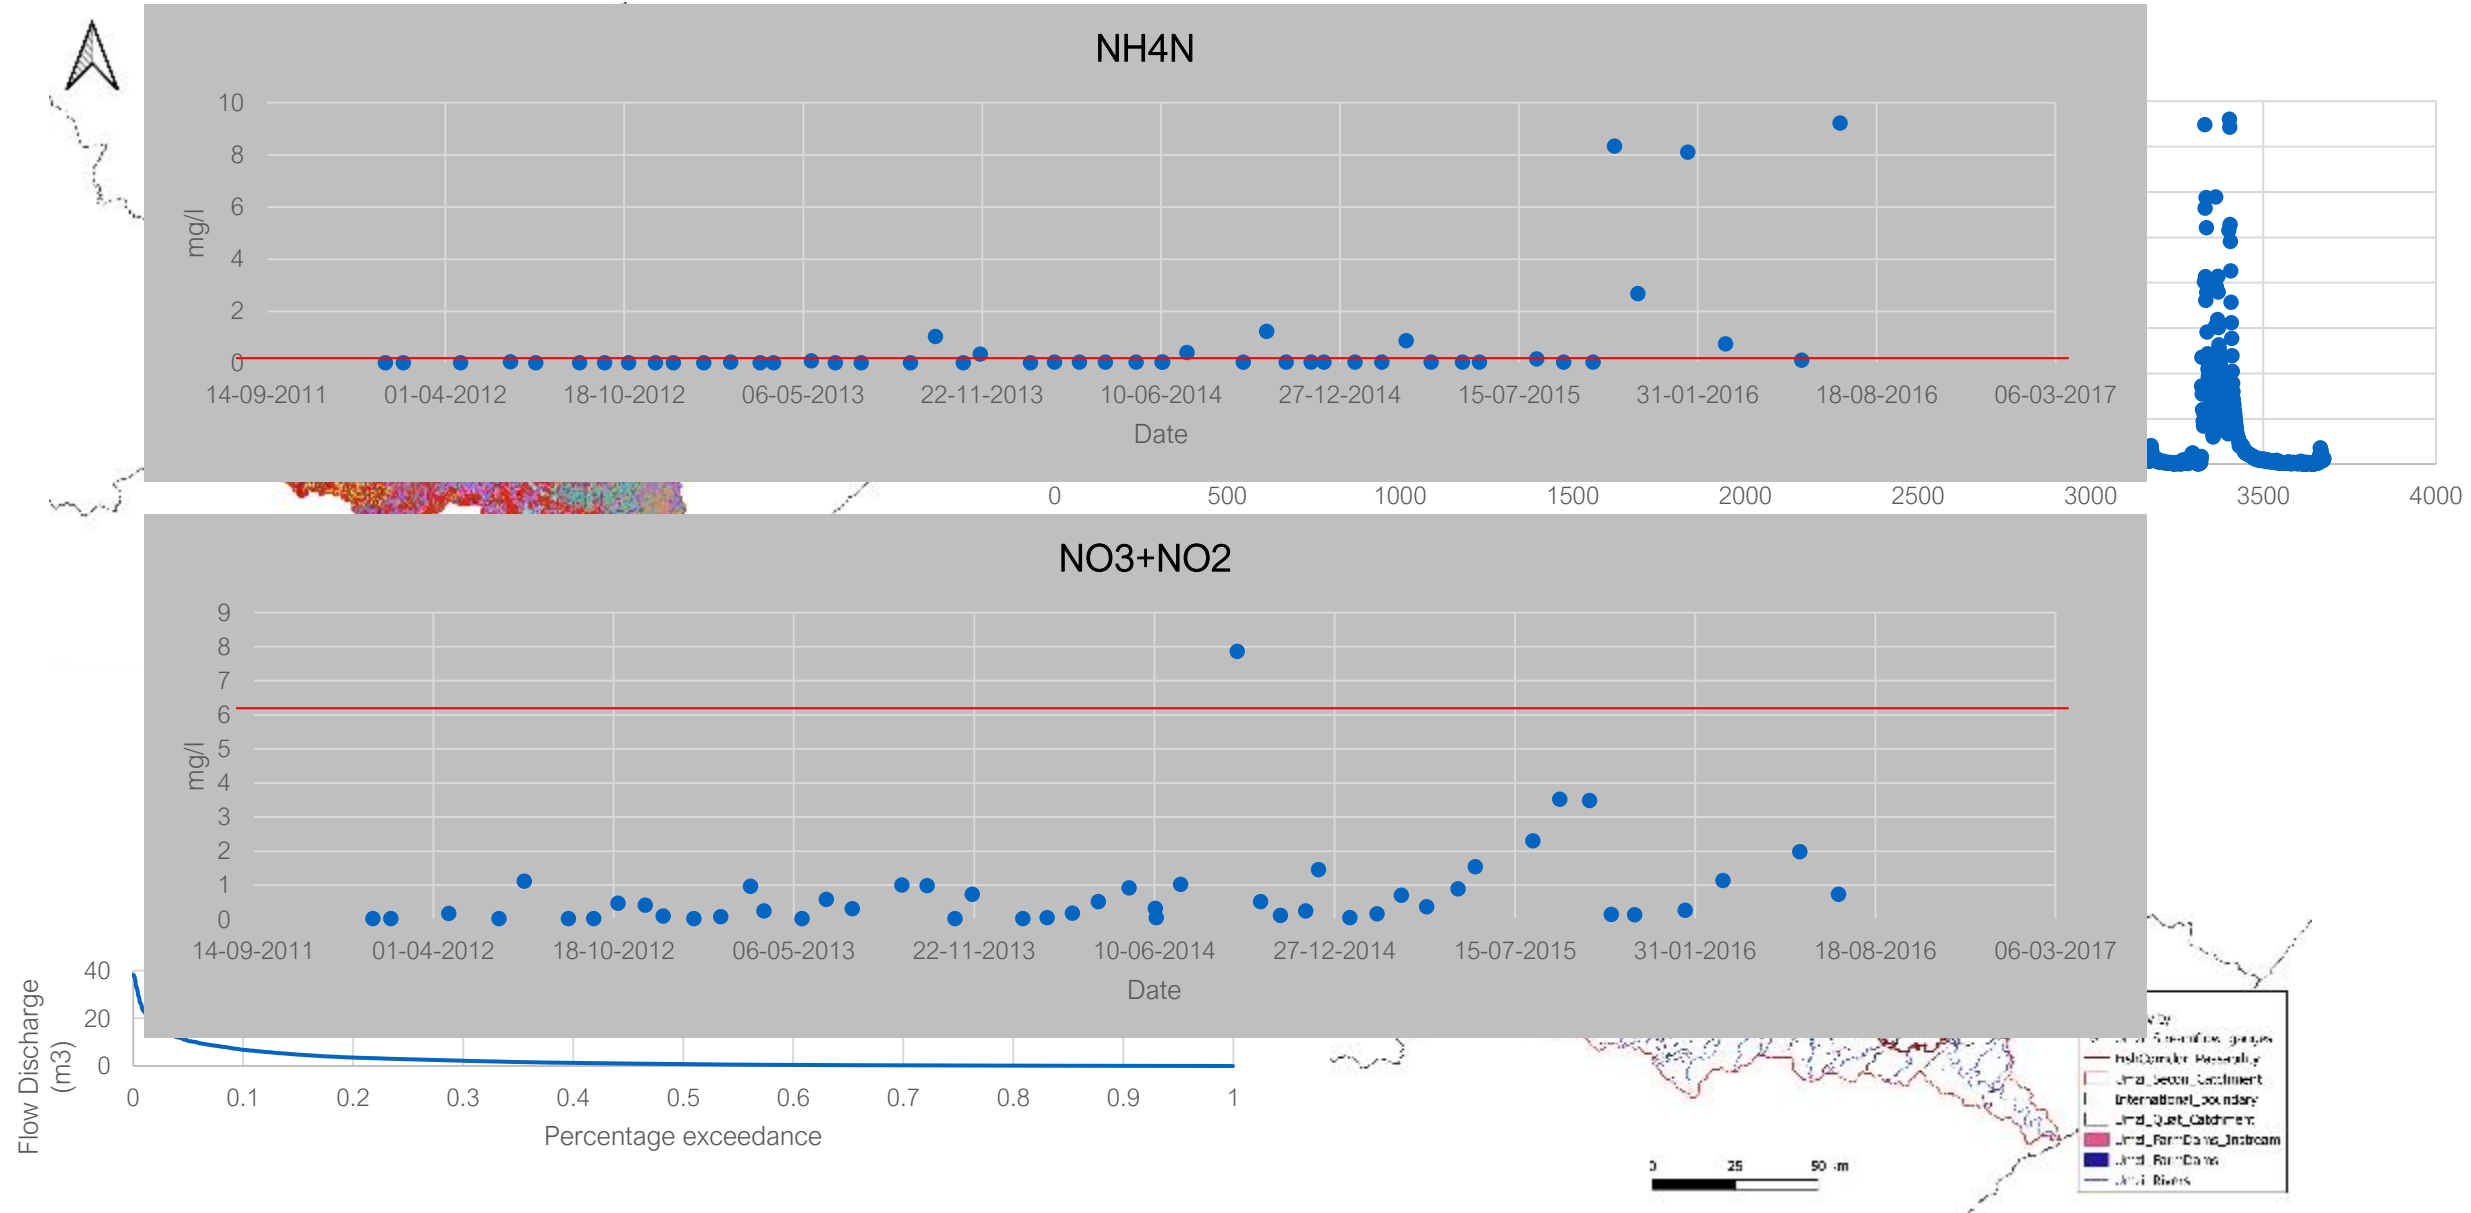 NH4N
10
8
6
4
2
0
mg/l
14-09-2011 01-04-2012 18-10-2012 06-05-2013 22-11-2013 10-06-2014 27-12-2014 15-07-2015 31-01-2016 18-08-2016 06-03-2017
Date
0 500 1000 1500 2000 2500 3000 3500 4000
NO3+NO2
9
8
7
6
5
4
3
2
1
0
mg/l
14-09-2011 01-04-2012 18-10-2012 06-05-2013 22-11-2013 10-06-2014 27-12-2014 15-07-2015 31-01-2016 18-08-2016 06-03-2017
Date
40
20
0
Flow Discharge
(m3)
0 0.1 0.2 0.3 0.4 0.5 0.6 0.7 0.8 0.9 1
Percentage exceedance
FishCorridor_Passability
Umzi_Secon_Catchment
International_boundary
Umzi_Quat_Catchment
Umzi_FarmDams_Instream
Umzi_FarmDams
Umzi_Rivers
0 25 50